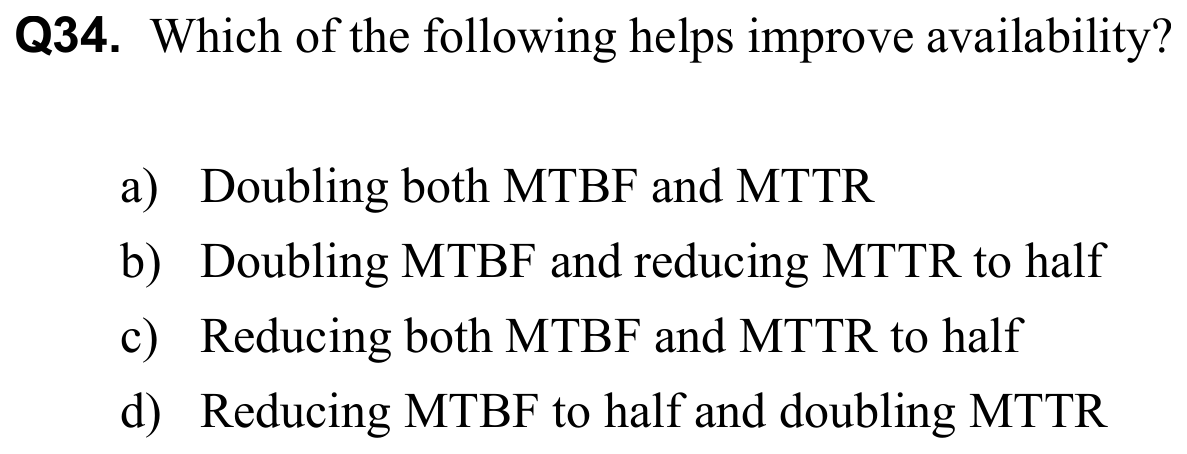 Q34. Which of the following helps improve availability?
a) Doubling both MTBF and MTTR
b) Doubling MTBF and reducing MTTR to half
c) Reducing both MTBF and MTTR to half
d) Reducing MTBF to half and doubling MTTR